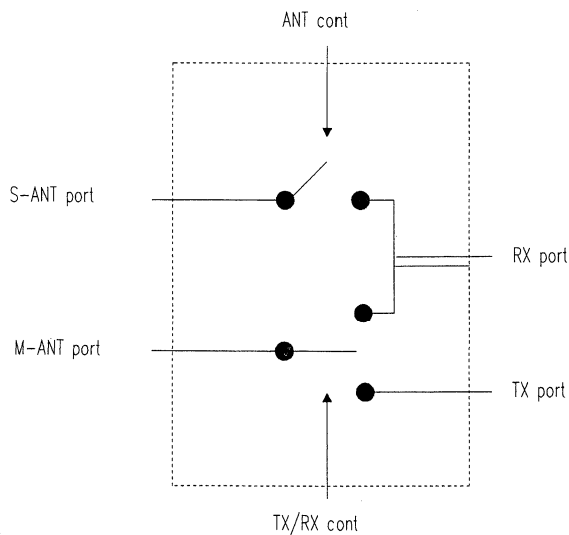 ANT cont
S-ANT port
RX port
M-ANT port
TX port
TX/RX cont